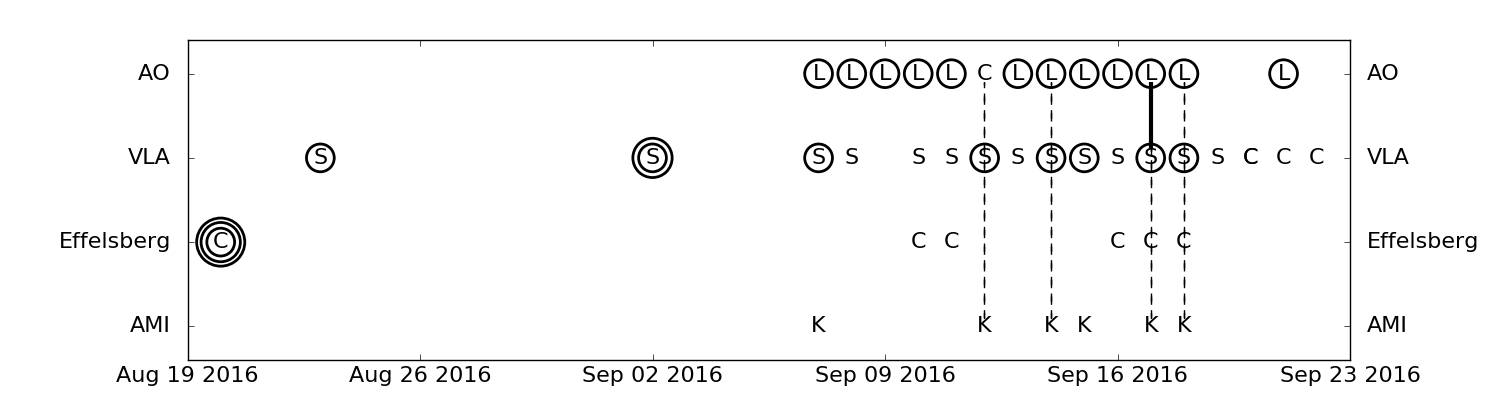 AO L L L L L C L L L L L L L AO
VLA S S S S S S S S S S S S S S C C C VLA
Effelsberg C C C C C C Effelsberg
AMI K K K K K K AMI
Aug 19 2016 Aug 26 2016 Sep 02 2016 Sep 09 2016 Sep 16 2016 Sep 23 2016